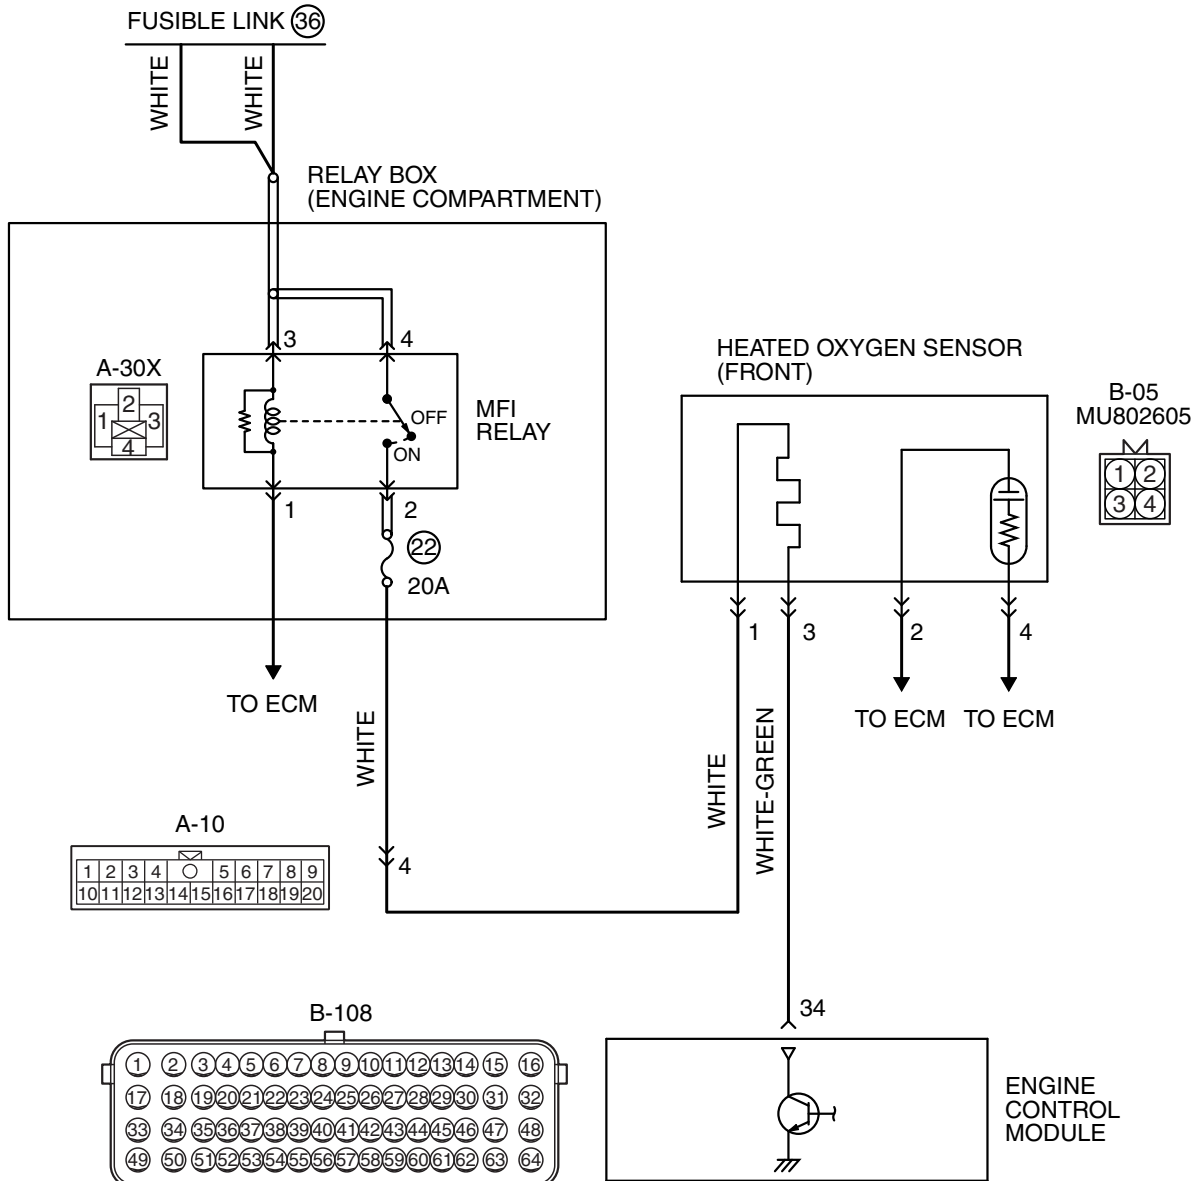 FUSIBLE LINK 36
WHITE
WHITE
RELAY BOX
(ENGINE COMPARTMENT)
3
4
A-30X
2
1
3
4
OFF
ON
MFI
RELAY
1
2
22
20A
TO ECM
HEATED OXYGEN SENSOR
(FRONT)
B-05
MU802605
1 2
3 4
1
3
2
4
TO ECM
TO ECM
WHITE
WHITE
WHITE-GREEN
4
A-10
1 2 3 4 5 6 7 8 9
10 11 12 13 14 15 16 17 18 19 20
34
B-108
1 2 3 4 5 6 7 8 9 10 11 12 13 14 15 16
17 18 19 20 21 22 23 24 25 26 27 28 29 30 31 32
33 34 35 36 37 38 39 40 41 42 43 44 45 46 47 48
49 50 51 52 53 54 55 56 57 58 59 60 61 62 63 64
ENGINE
CONTROL
MODULE